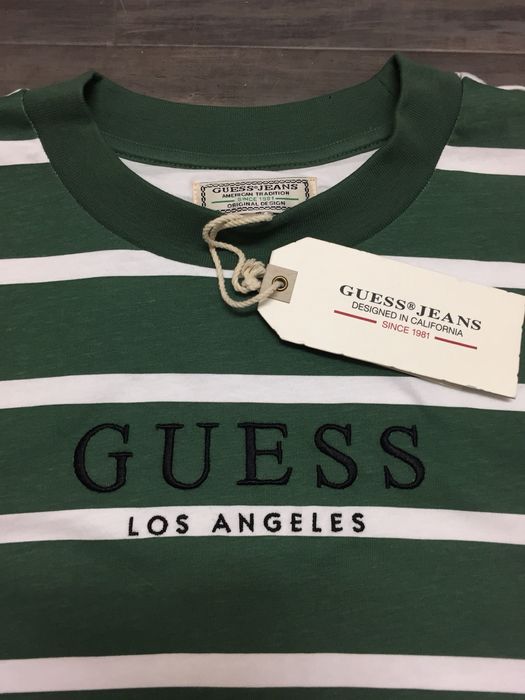 GUESS®JEANS
AMERICAN TRADITION
SINCE 1981
ORIGINAL DESIGN
GUESS®JEANS
DESIGNED IN CALIFORNIA
SINCE 1981
GUESS
LOS ANGELES